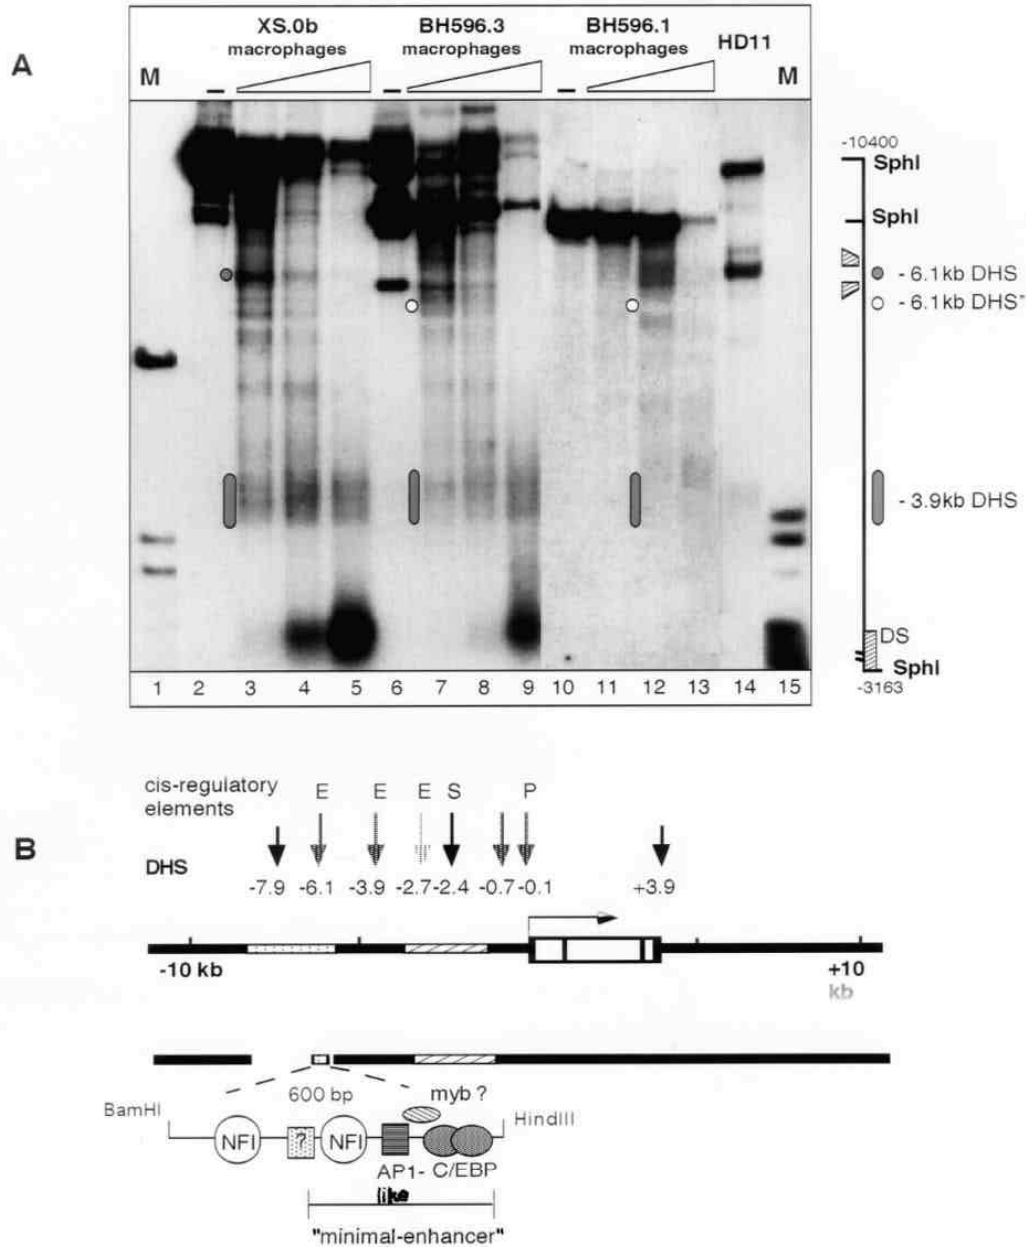 A
XS.0b
macrophages
BH596.3
macrophages
BH596.1
macrophages
HD11
M
M
-10400
SphI
SphI
- 6.1kb DHS
- 6.1kb DHS*
- 3.9kb DHS
DS
SphI
-3163
1 2 3 4 5 6 7 8 9 10 11 12 13 14 15
cis-regulatory
elements
E E E S P
B
DHS
-7.9 -6.1 -3.9 -2.7 -2.4 -0.7 -0.1 +3.9
-10 kb
+10
kb
600 bp
myb ?
BamHI
HindIII
NFI ? NFI
AP1- C/EBP
like
"minimal-enhancer"